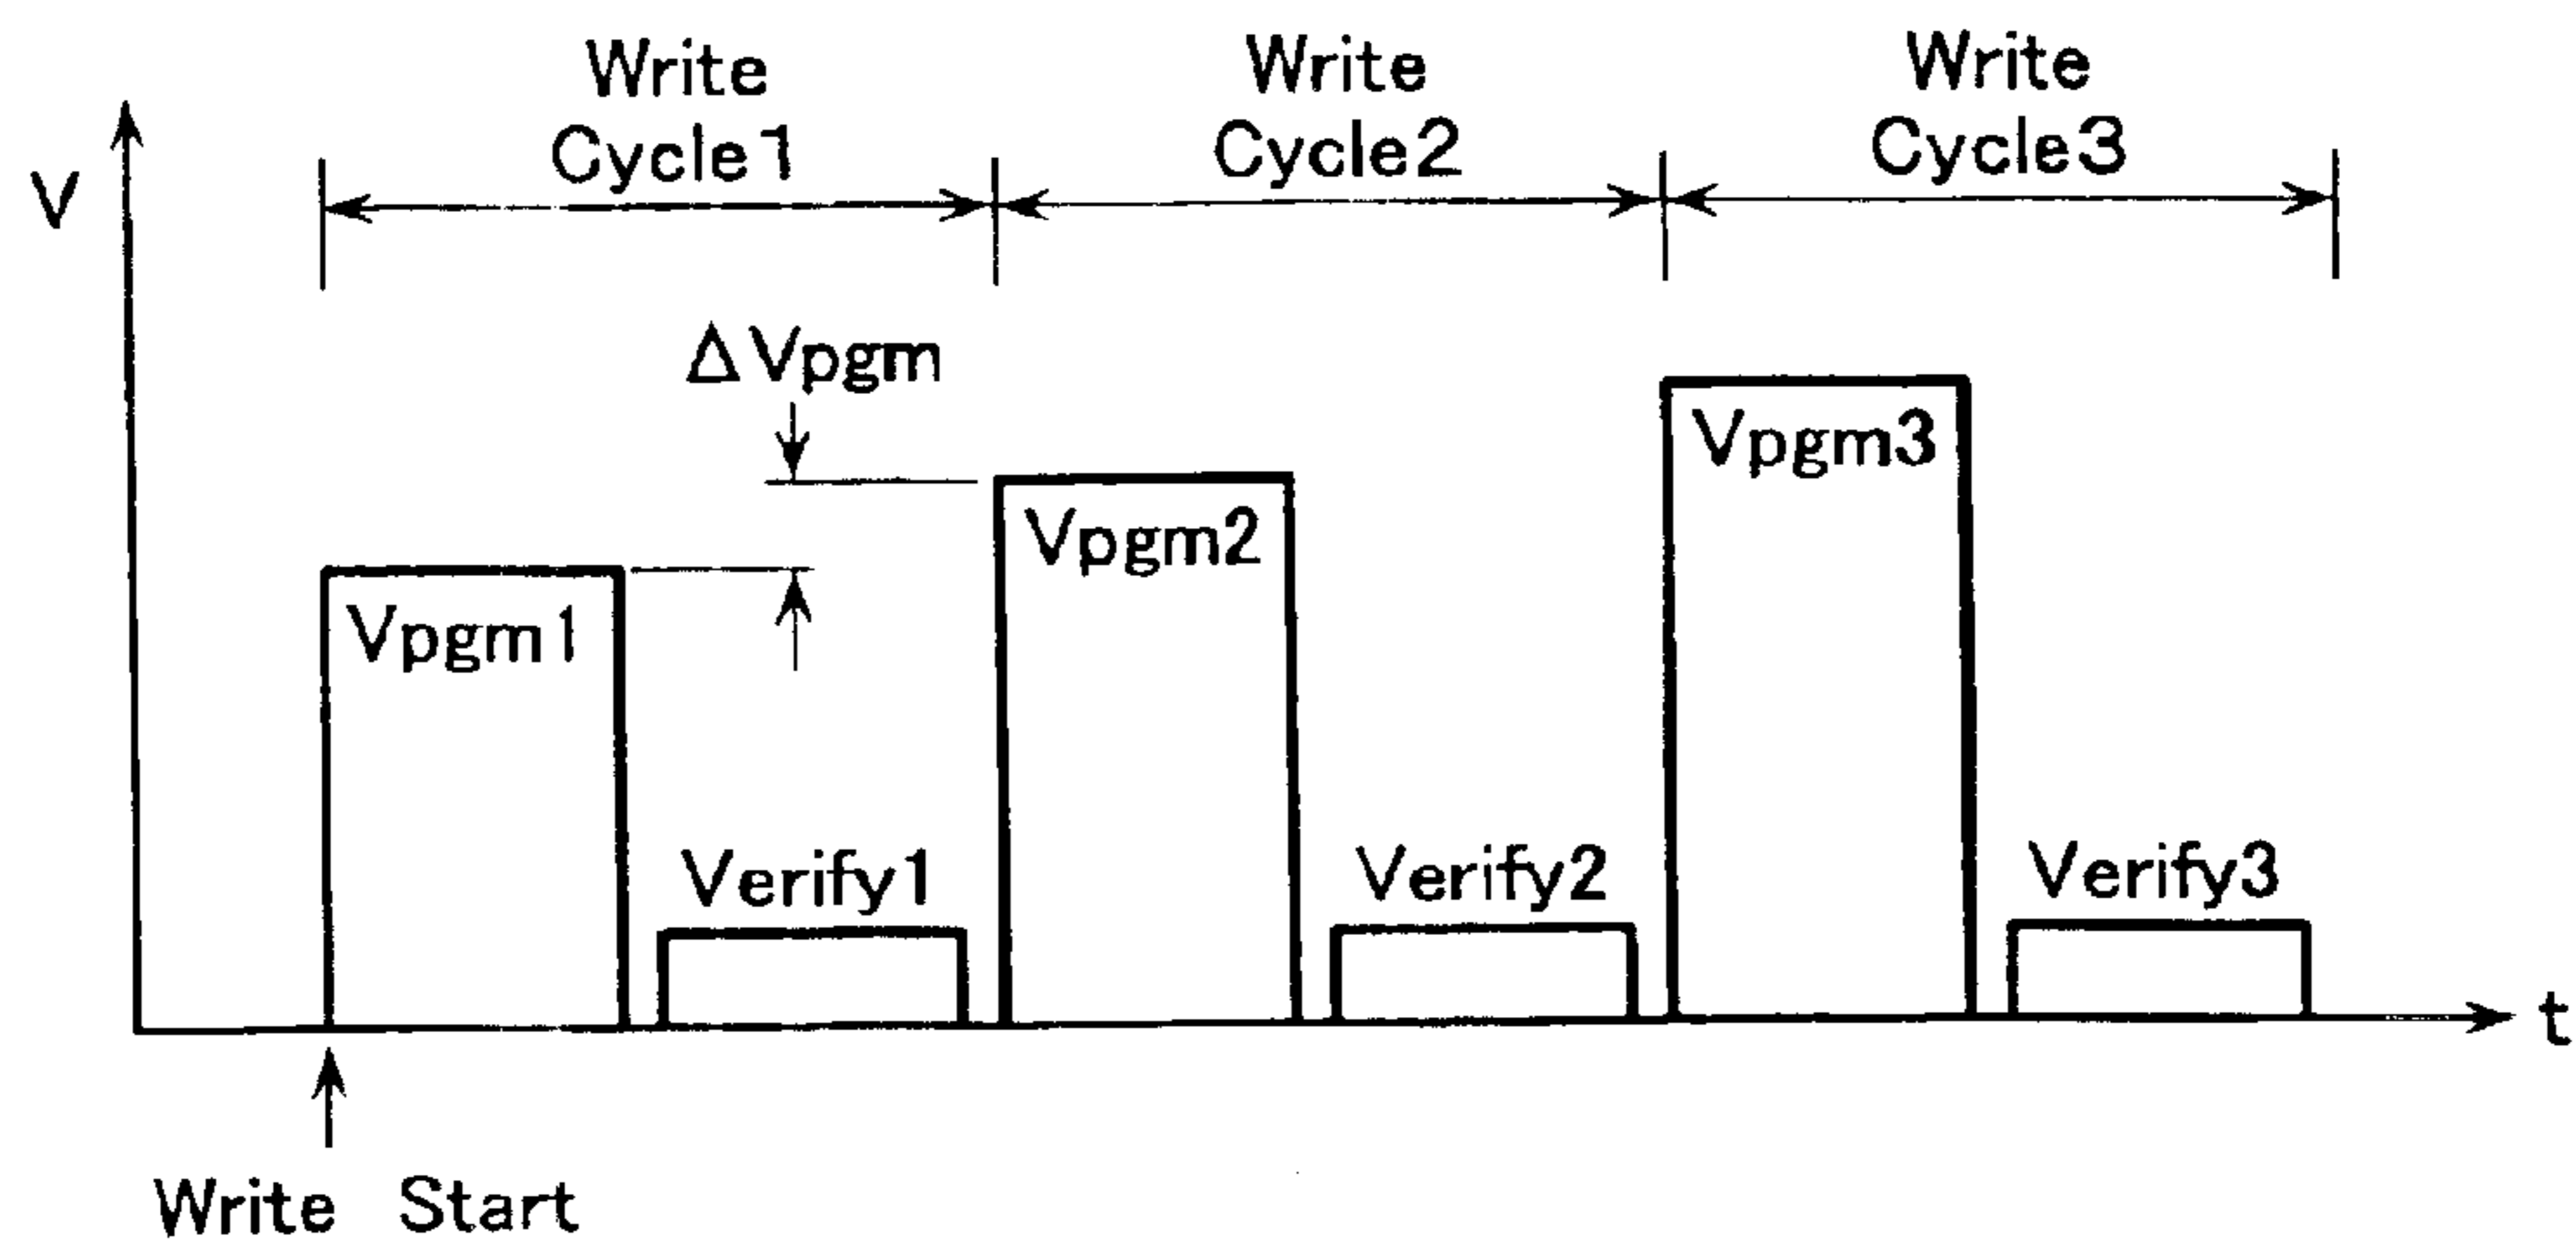 Write
Cycle1
Write
Cycle2
Write
Cycle3
V
ΔVpgm
Vpgm1
Vpgm2
Vpgm3
Verify1
Verify2
Verify3
t
Write Start